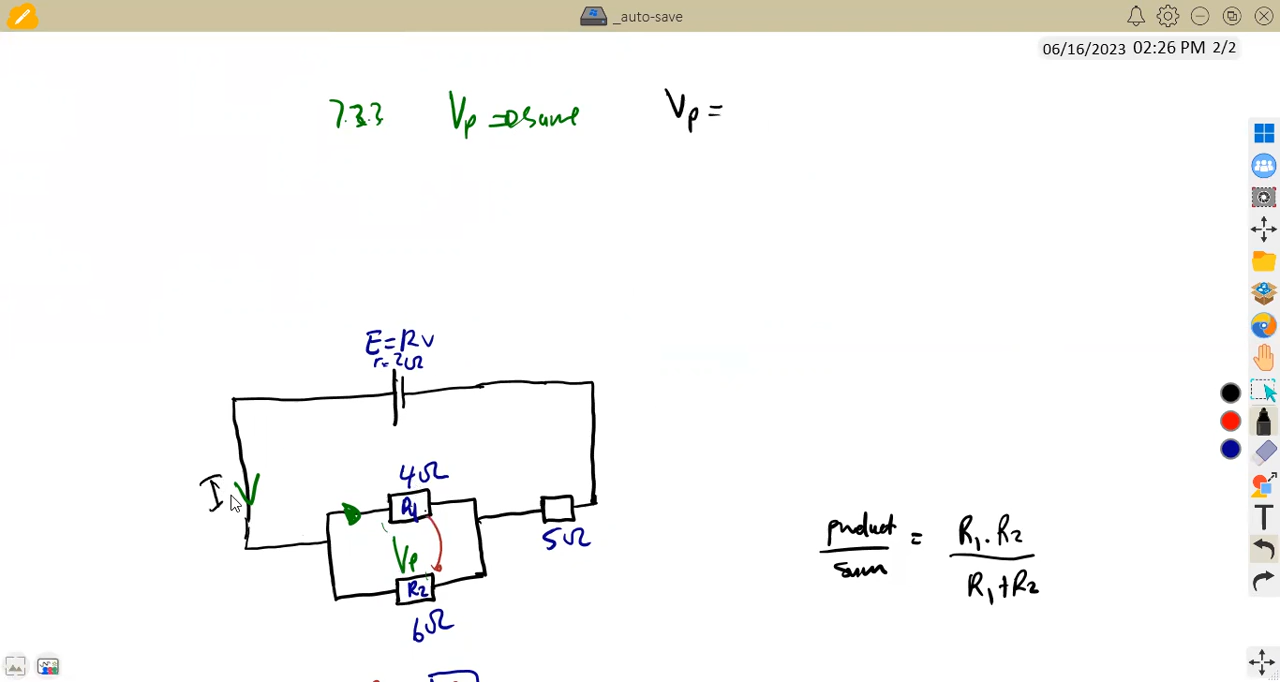 _auto-save
06/16/2023 02:26 PM 2/2
7.3.3 Vp ⇒ same Vp =
E=12V
r=2Ω
I
4Ω
R1
5Ω
Vp
R2
6Ω
product/sum = R1.R2/R1+R2
T